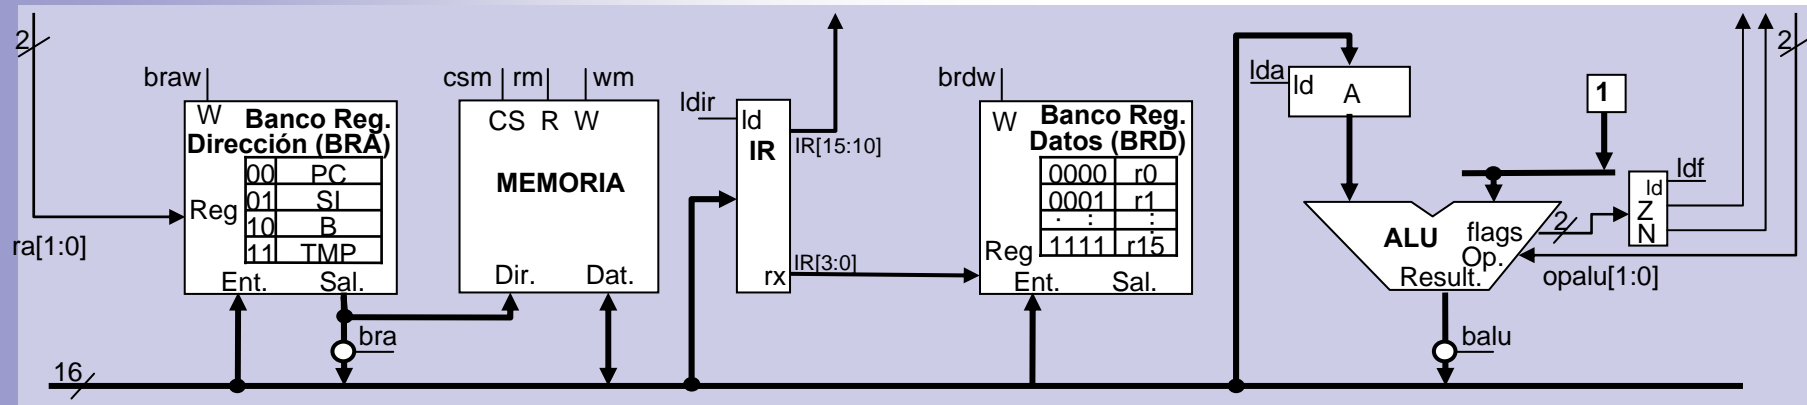 2
ra[1:0]
braw
W Banco Reg.
Dirección (BRA)
00 PC
01 SI
10 B
11 TMP
Reg
Ent. Sal.
bra
16
csm rm wm
CS R W
MEMORIA
Dir. Dat.
ldir
ld
IR
IR[15:10]
rx
IR[3:0]
brdw
W Banco Reg.
Datos (BRD)
0000 r0
0001 r1
: : :
1111 r15
Reg
Ent. Sal.
lda
ld A
1
ALU flags
Op.
Result.
2
ldf
ld
Z
N
2
opalu[1:0]
balu